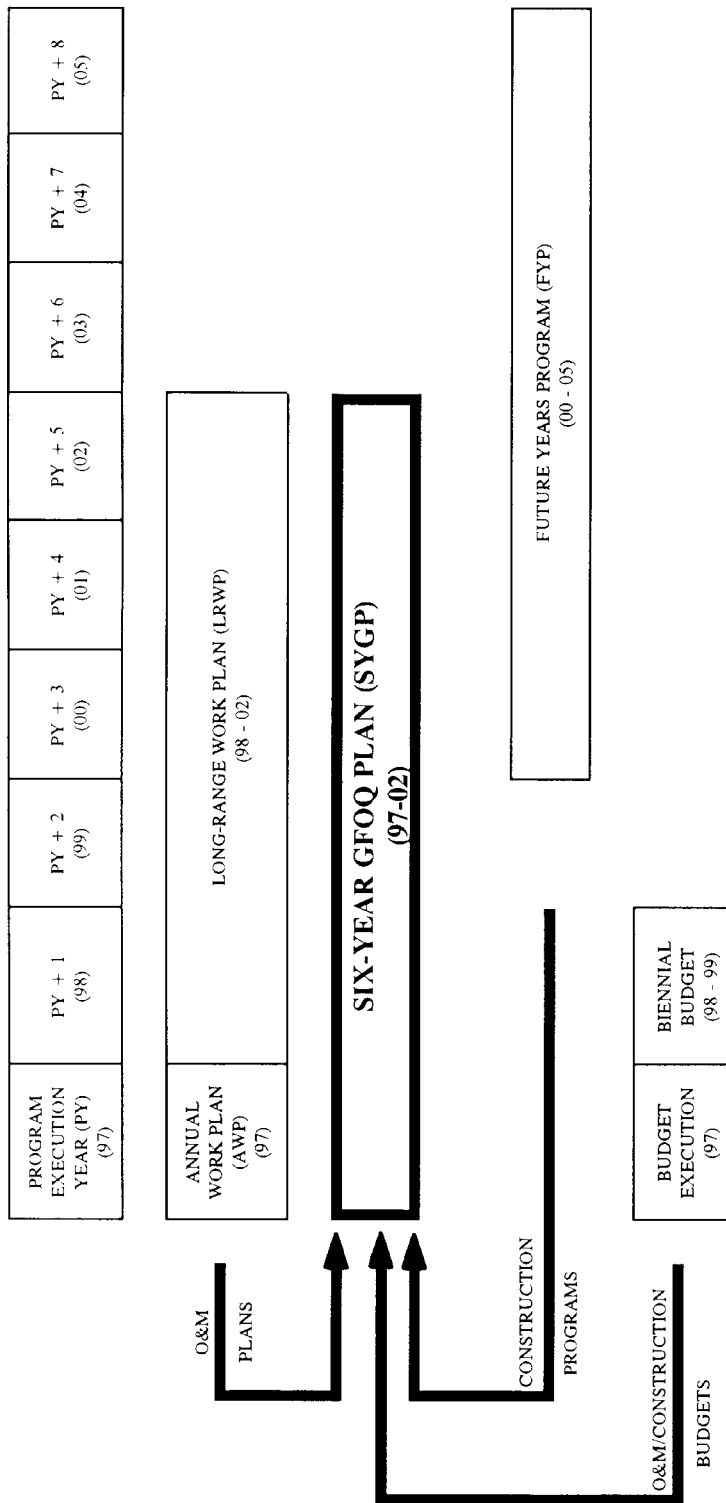 PROGRAM
EXECUTION
YEAR (PY)
(97)
PY + 1
(98)
PY + 2
(99)
PY + 3
(00)
PY + 4
(01)
PY + 5
(02)
PY + 6
(03)
PY + 7
(04)
PY + 8
(05)
O&M
PLANS
ANNUAL
WORK PLAN
(AWP)
(97)
LONG-RANGE WORK PLAN (LRWP)
(98 - 02)
SIX-YEAR GFOQ PLAN (SYGP)
(97-02)
CONSTRUCTION
PROGRAMS
FUTURE YEARS PROGRAM (FYP)
(00 - 05)
O&M/CONSTRUCTION
BUDGETS
BUDGET
EXECUTION
(97)
BIENNIAL
BUDGET
(98 - 99)